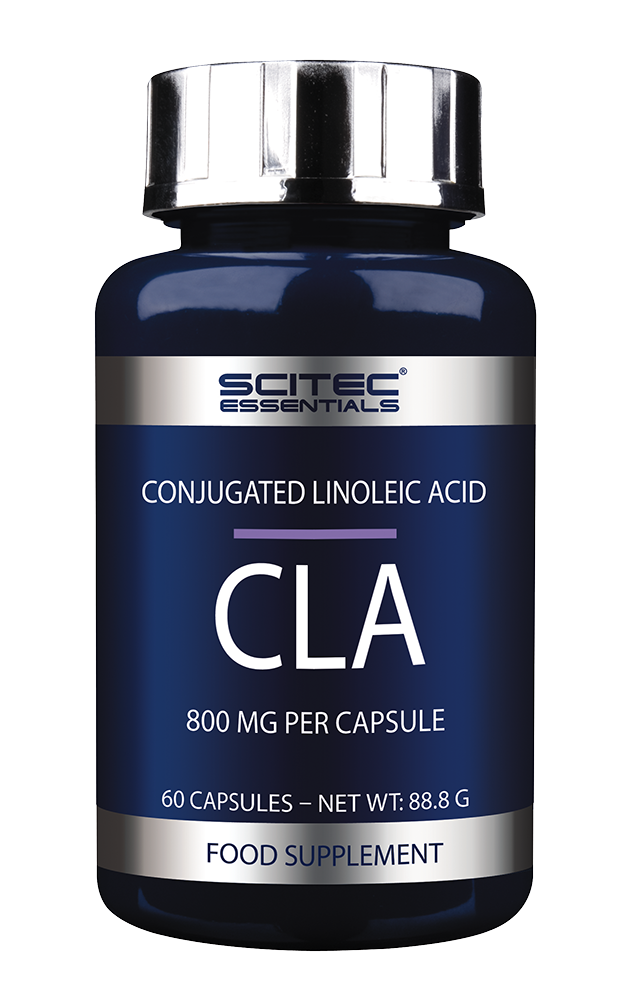 SCITEC®
ESSENTIALS
CONJUGATED LINOLEIC ACID
CLA
800 MG PER CAPSULE
60 CAPSULES – NET WT: 88.8 G
FOOD SUPPLEMENT